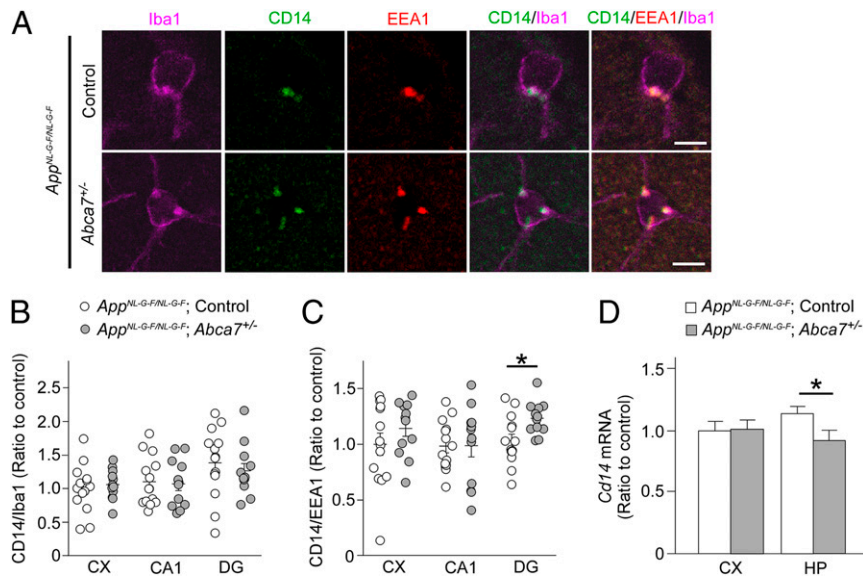 A
Iba1 CD14 EEA1 CD14/Iba1 CD14/EEA1/Iba1
App^NL-G-F/NL-G-F
Control
Abca7^+/-
B
App^NL-G-F/NL-G-F; Control
App^NL-G-F/NL-G-F; Abca7^+/-
CD14/Iba1 (Ratio to control)
2.5
2.0
1.5
1.0
0.5
0
CX CA1 DG
C
CD14/EEA1 (Ratio to control)
1.5
1.0
0.5
0
*
CX CA1 DG
D
App^NL-G-F/NL-G-F; Control
App^NL-G-F/NL-G-F; Abca7^+/-
Cd14 mRNA
(Ratio to control)
1.5
1.0
0
*
CX HP